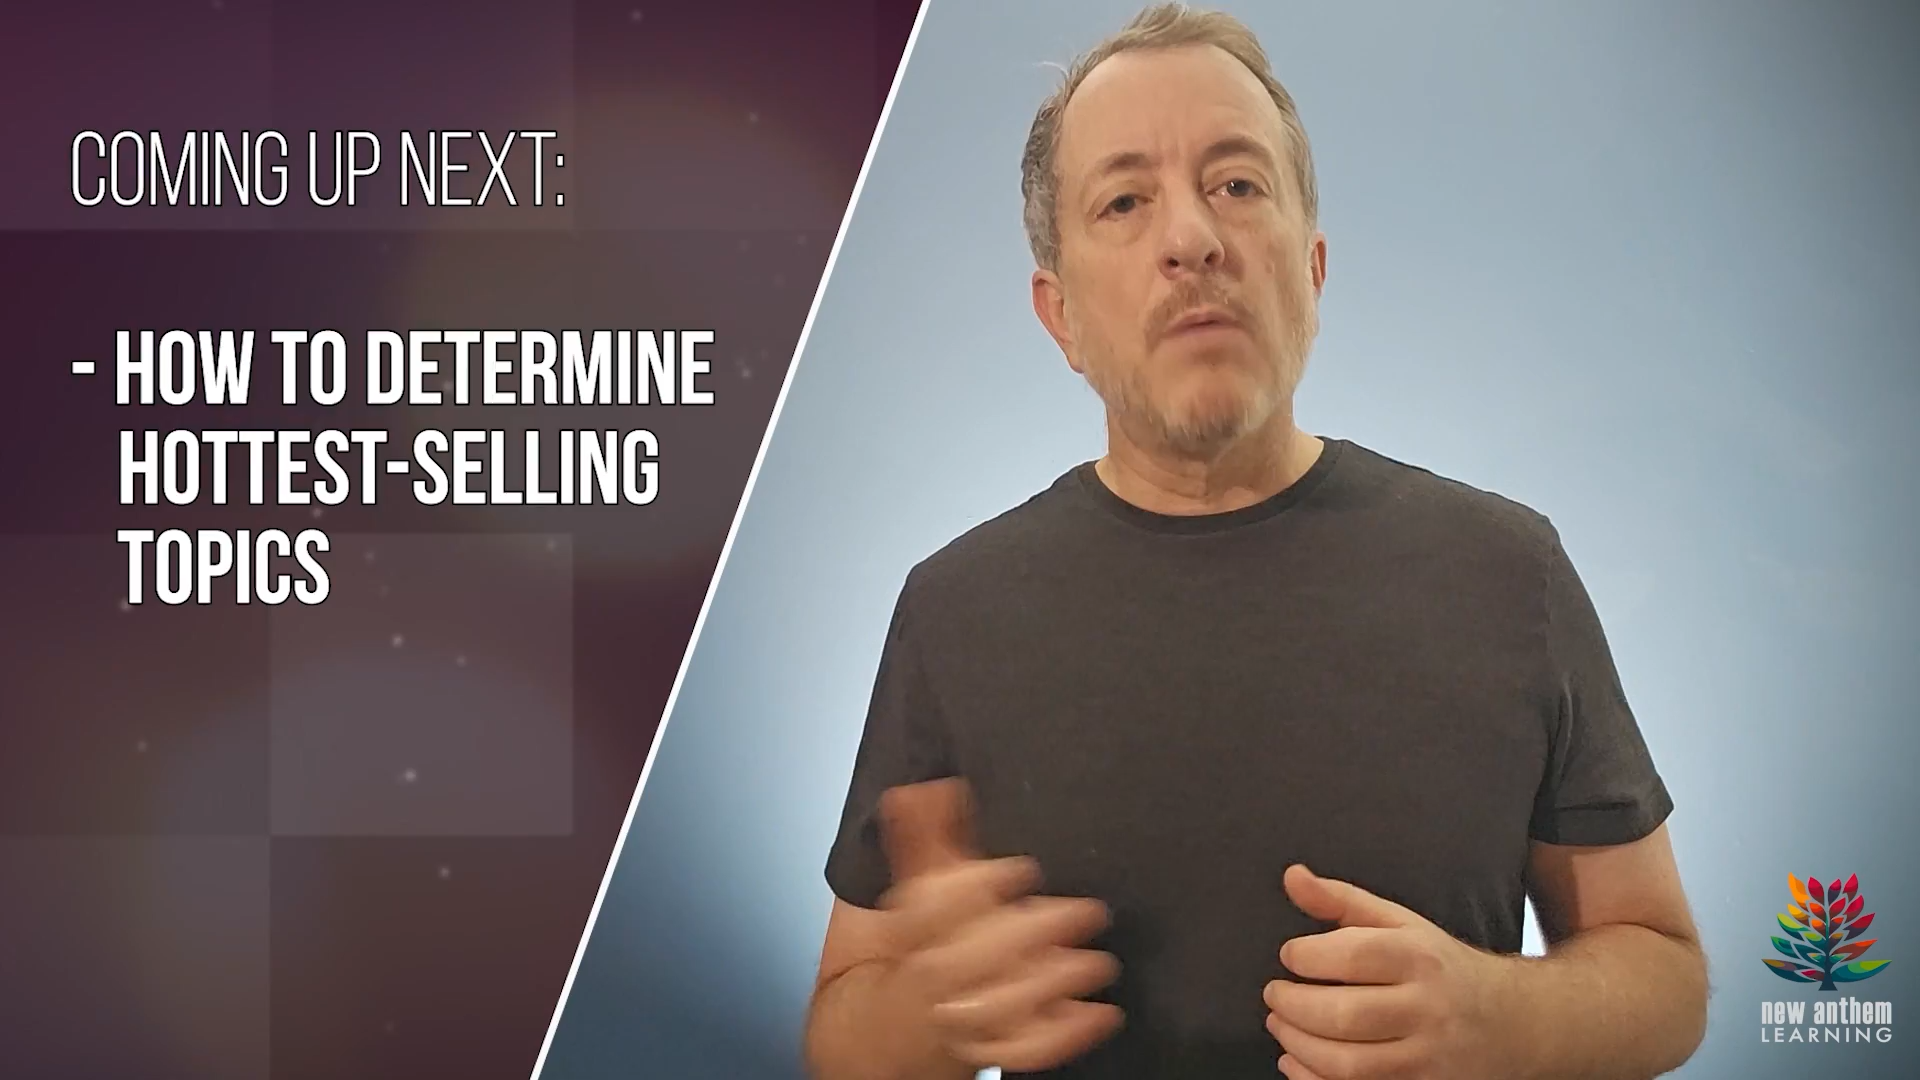 COMING UP NEXT:
- HOW TO DETERMINE
HOTTEST-SELLING
TOPICS
new anthem
LEARNING